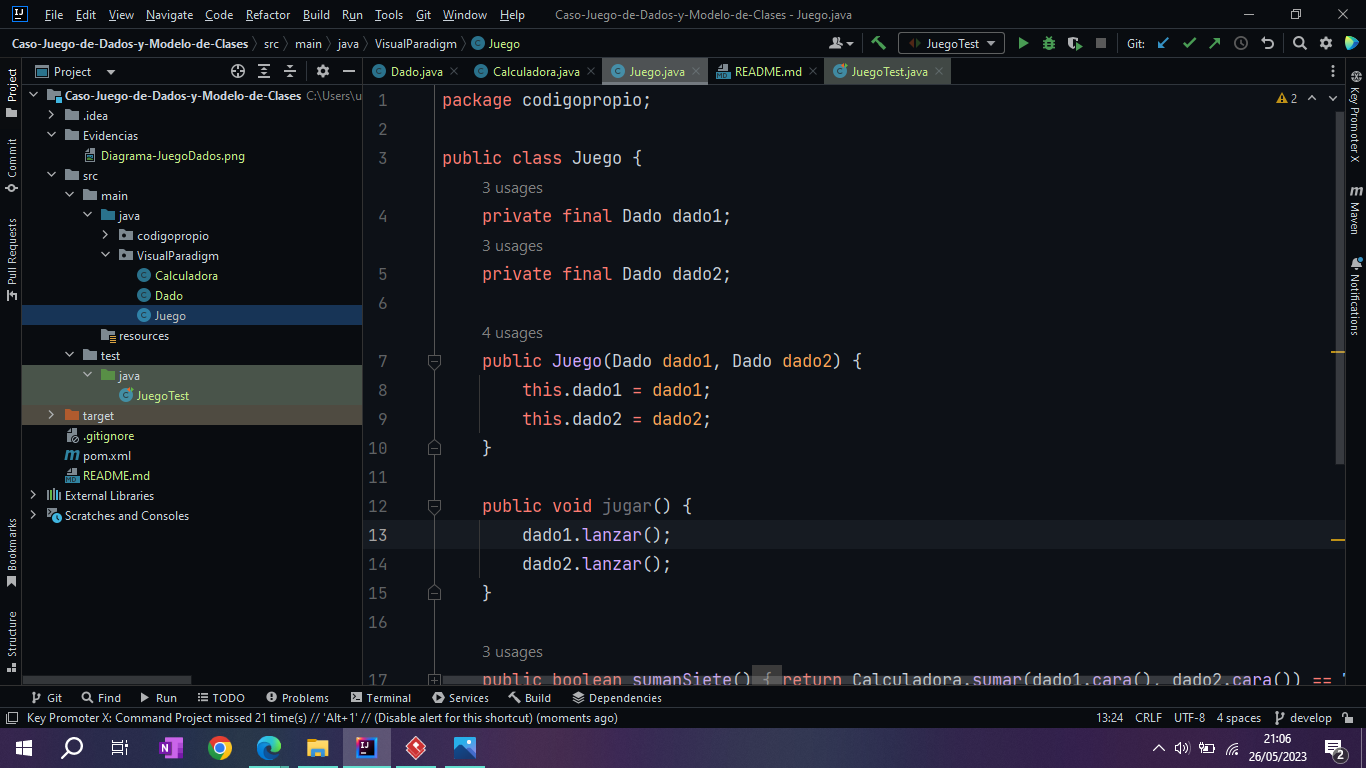 File Edit View Navigate Code Refactor Build Run Tools Git Window Help Caso-Juego-de-Dados-y-Modelo-de-Clases - Juego.java
Caso-Juego-de-Dados-y-Modelo-de-Clases src main java VisualParadigm Juego JuegoTest Git:
Project Dado.java Calculadora.java Juego.java README.md JuegoTest.java
Project
Commit
Pull Requests
Bookmarks
Structure
Caso-Juego-de-Dados-y-Modelo-de-Clases C:\Users\u
.idea
Evidencias
Diagrama-JuegoDados.png
src
main
java
codigopropio
VisualParadigm
Calculadora
Dado
Juego
resources
test
java
JuegoTest
target
.gitignore
pom.xml
README.md
External Libraries
Scratches and Consoles
1 package codigopropio;
2
3 public class Juego {
3 usages
4 private final Dado dado1;
3 usages
5 private final Dado dado2;
6
4 usages
7 public Juego(Dado dado1, Dado dado2) {
8 this.dado1 = dado1;
9 this.dado2 = dado2;
10 }
11
12 public void jugar() {
13 dado1.lanzar();
14 dado2.lanzar();
15 }
16
3 usages
17 public boolean sumanSiete() { return Calculadora.sumar(dado1.cara(), dado2.cara()) ==
2
Key Promoter X
m
Maven
Notifications
Git Find Run TODO Problems Terminal Services Build Dependencies
Key Promoter X: Command Project missed 21 time(s) // 'Alt+1' // (Disable alert for this shortcut) (moments ago) 13:24 CRLF UTF-8 4 spaces develop
21:06
26/05/2023
2